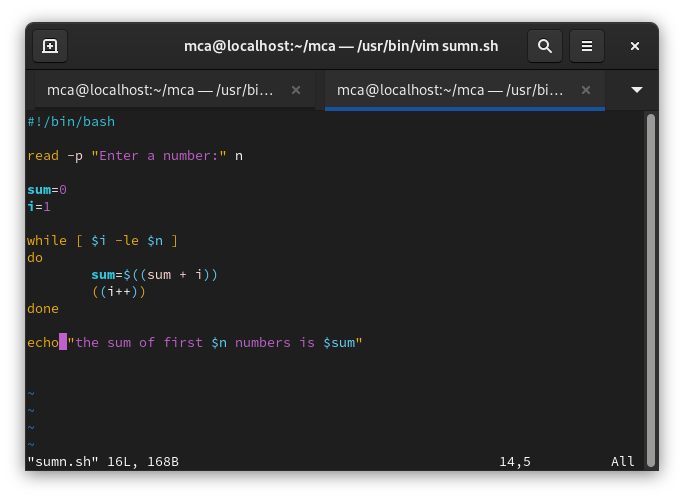 mca@localhost:~/mca — /usr/bin/vim sumn.sh
mca@localhost:~/mca — /usr/bi… mca@localhost:~/mca — /usr/bi…
#!/bin/bash
read -p "Enter a number:" n
sum=0
i=1
while [ $i -le $n ]
do
        sum=$((sum + i))
        ((i++))
done
echo "the sum of first $n numbers is $sum"
~
~
~
~
"sumn.sh" 16L, 168B 14,5 All